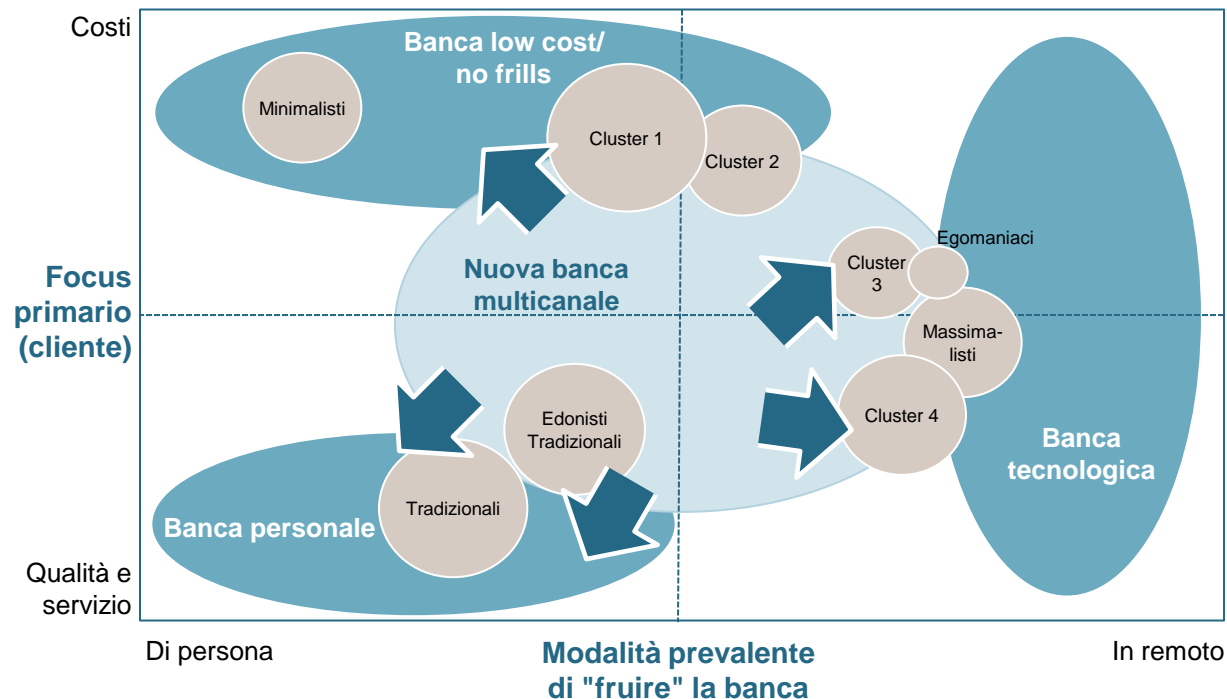 Costi
Banca low cost/
no frills
Minimalisti
Cluster 1
Cluster 2
Egomaniaci
Cluster
3
Nuova banca
multicanale
Focus
primario
(cliente)
Massima-
listi
Edonisti
Tradizionali
Cluster 4
Banca
tecnologica
Tradizionali
Banca personale
Qualità e
servizio
Di persona
Modalità prevalente
di "fruire" la banca
In remoto